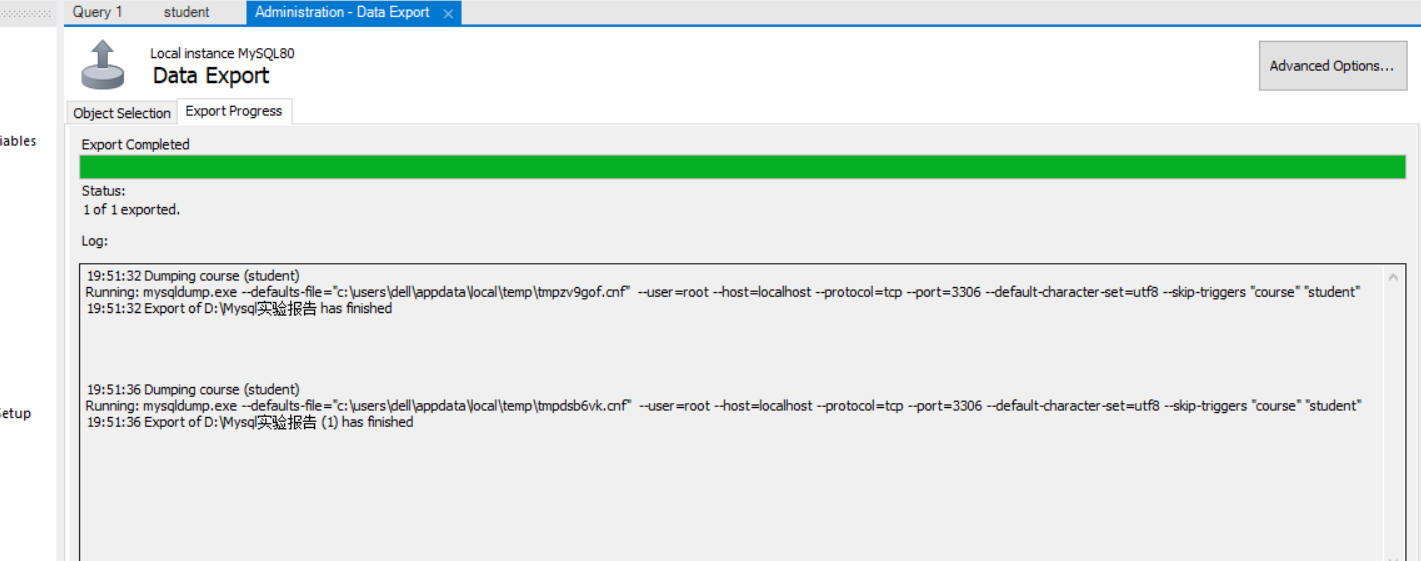 Query 1 student Administration - Data Export ×
Local instance MySQL80
Data Export
Advanced Options...
Object Selection Export Progress
iables
Export Completed
Status:
1 of 1 exported.
Log:
19:51:32 Dumping course (student)
Running: mysqldump.exe --defaults-file="c:\users\dell\appdata\local\temp\tmpzv9gof.cnf" --user=root --host=localhost --protocol=tcp --port=3306 --default-character-set=utf8 --skip-triggers "course" "student"
19:51:32 Export of D:\Mysql实验报告 has finished
19:51:36 Dumping course (student)
Running: mysqldump.exe --defaults-file="c:\users\dell\appdata\local\temp\tmpdsb6vk.cnf" --user=root --host=localhost --protocol=tcp --port=3306 --default-character-set=utf8 --skip-triggers "course" "student"
Setup
19:51:36 Export of D:\Mysql实验报告 (1) has finished